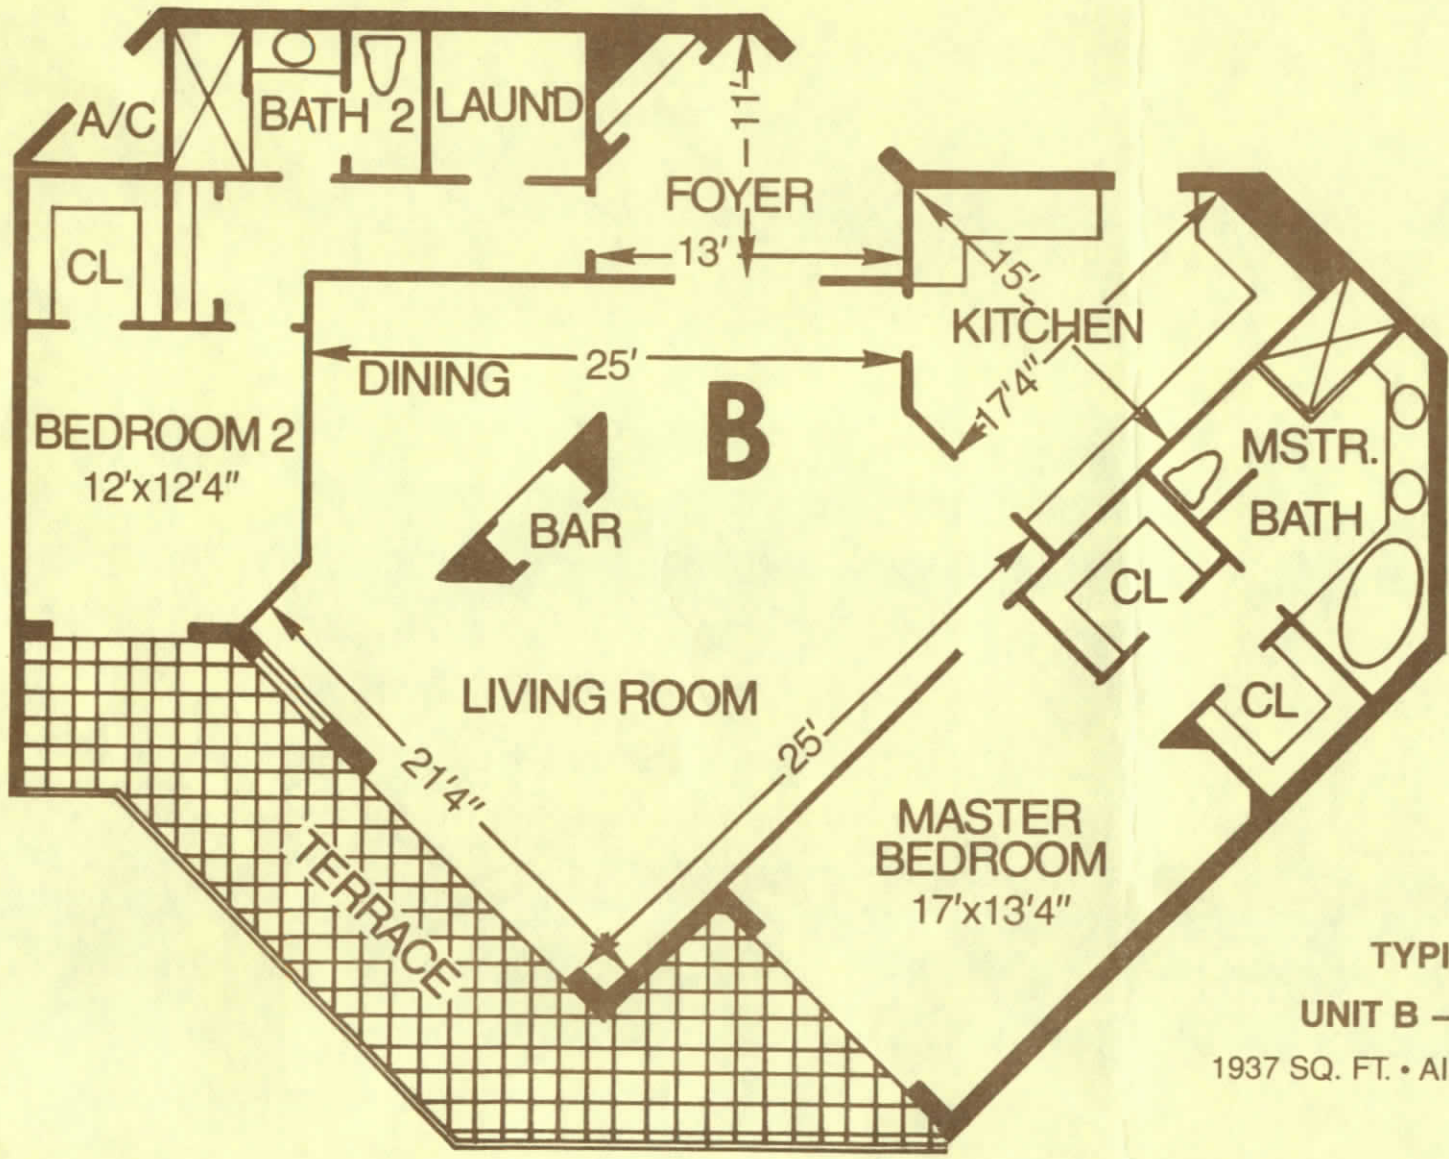 A/C
BATH 2
LAUND
11'
FOYER
13'
CL
15'
KITCHEN
17'4"
DINING
25'
B
BEDROOM 2
12'x12'4"
BAR
MSTR.
BATH
CL
CL
LIVING ROOM
21'4"
25'
TERRACE
MASTER
BEDROOM
17'x13'4"
TYPI
UNIT B –
1937 SQ. FT. •